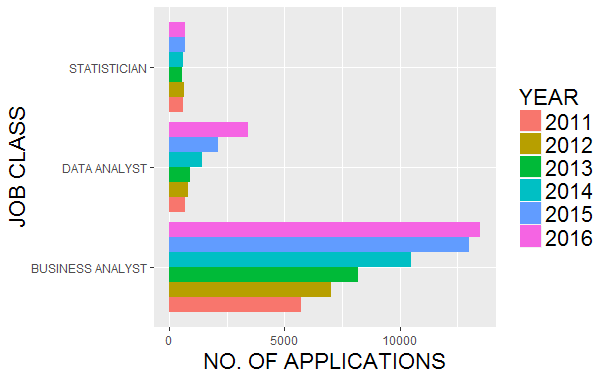 JOB CLASS
STATISTICIAN
DATA ANALYST
BUSINESS ANALYST
0 5000 10000
NO. OF APPLICATIONS
YEAR
2011
2012
2013
2014
2015
2016